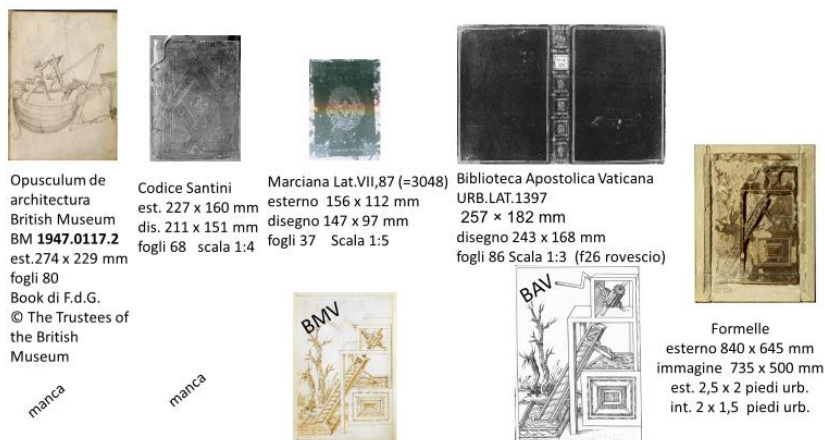 Opusculum de
architectura
British Museum
BM 1947.0117.2
est.274 x 229 mm
fogli 80
Book di F.d.G.
© The Trustees of
the British
Museum
manca
Codice Santini
est. 227 x 160 mm
dis. 211 x 151 mm
fogli 68 scala 1:4
manca
Marciana Lat.VII,87 (=3048)
esterno 156 x 112 mm
disegno 147 x 97 mm
fogli 37 Scala 1:5
BMV
Biblioteca Apostolica Vaticana
URB.LAT.1397
257 × 182 mm
disegno 243 x 168 mm
fogli 86 Scala 1:3 (f26 rovescio)
BAV
Formelle
esterno 840 x 645 mm
immagine 735 x 500 mm
est. 2,5 x 2 piedi urb.
int. 2 x 1,5 piedi urb.